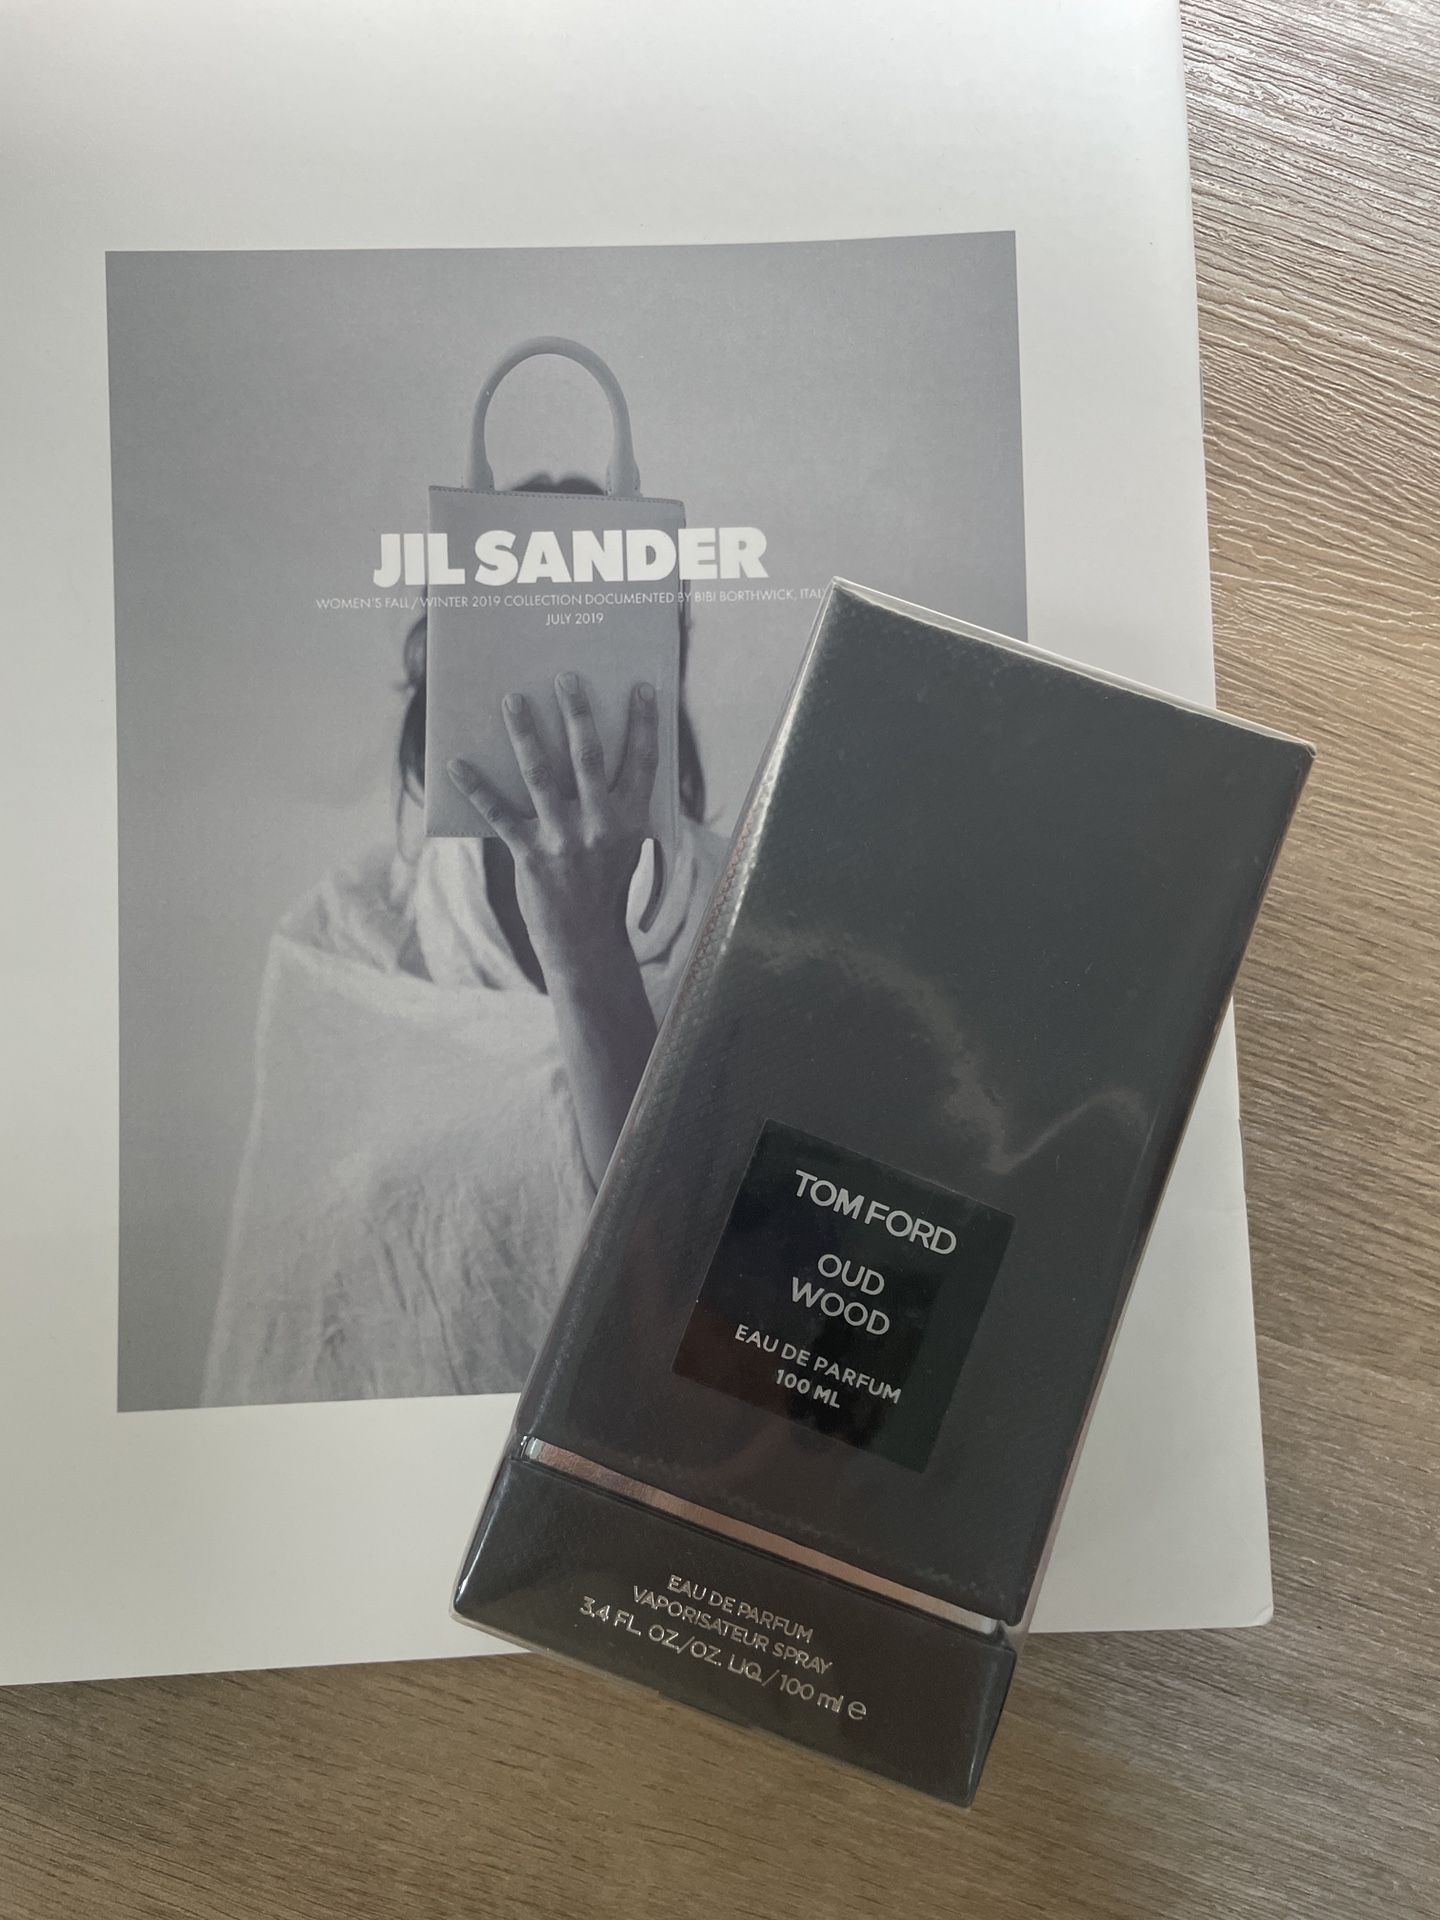 JIL SANDER
WOMEN'S FALL / WINTER 2019 COLLECTION DOCUMENTED BY BIBI BORTHWICK,
JULY 2019
TOM FORD
OUD
WOOD
EAU DE PARFUM
100 ML
EAU DE PARFUM
VAPORISATEUR SPRAY
3.4 FL. OZ./OZ. LIQ. / 100 ml e